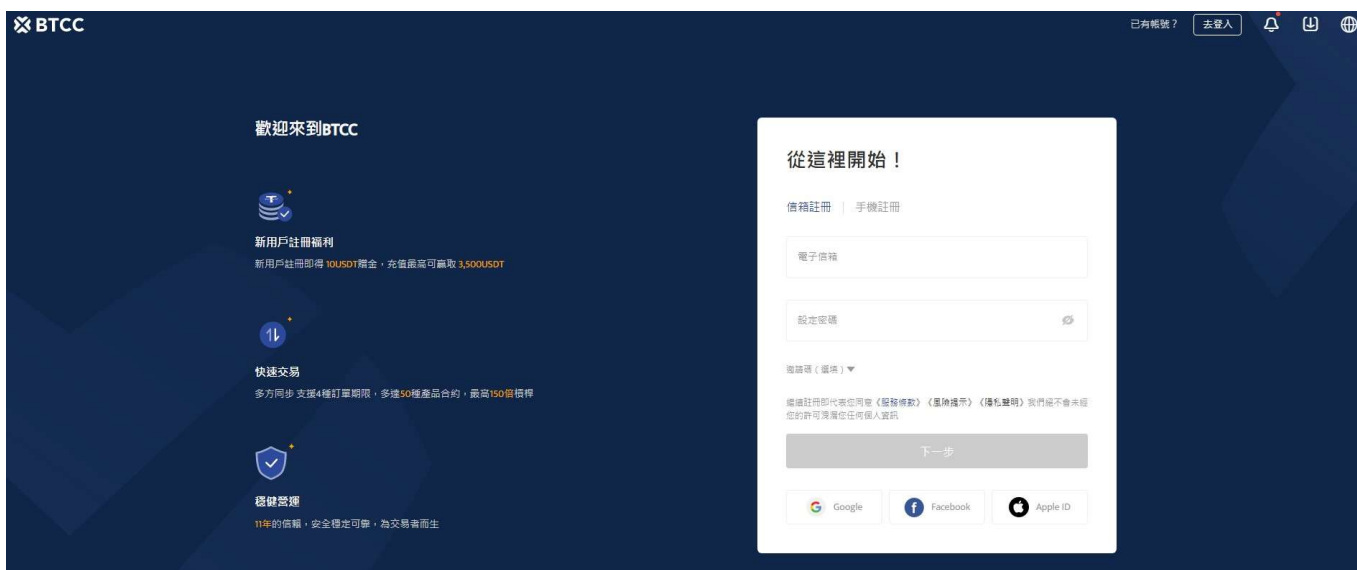 BTCC
已有帳號？ 去登入
歡迎來到BTCC
新用戶註冊福利
新用戶註冊即得 10USDT贈金，充值最高可贏取 3,500USDT
快速交易
多方同步 支援4種訂單期限，多達50種產品合約，最高150倍槓桿
穩健營運
11年的信賴，安全穩定可靠，為交易者而生
從這裡開始！
信箱註冊 手機註冊
電子信箱
設定密碼
邀請碼（選填）▼
繼續註冊即代表您同意《服務條款》《風險提示》《隱私聲明》我們絕不會未經
您的許可洩漏您任何個人資訊
下一步
Google Facebook Apple ID